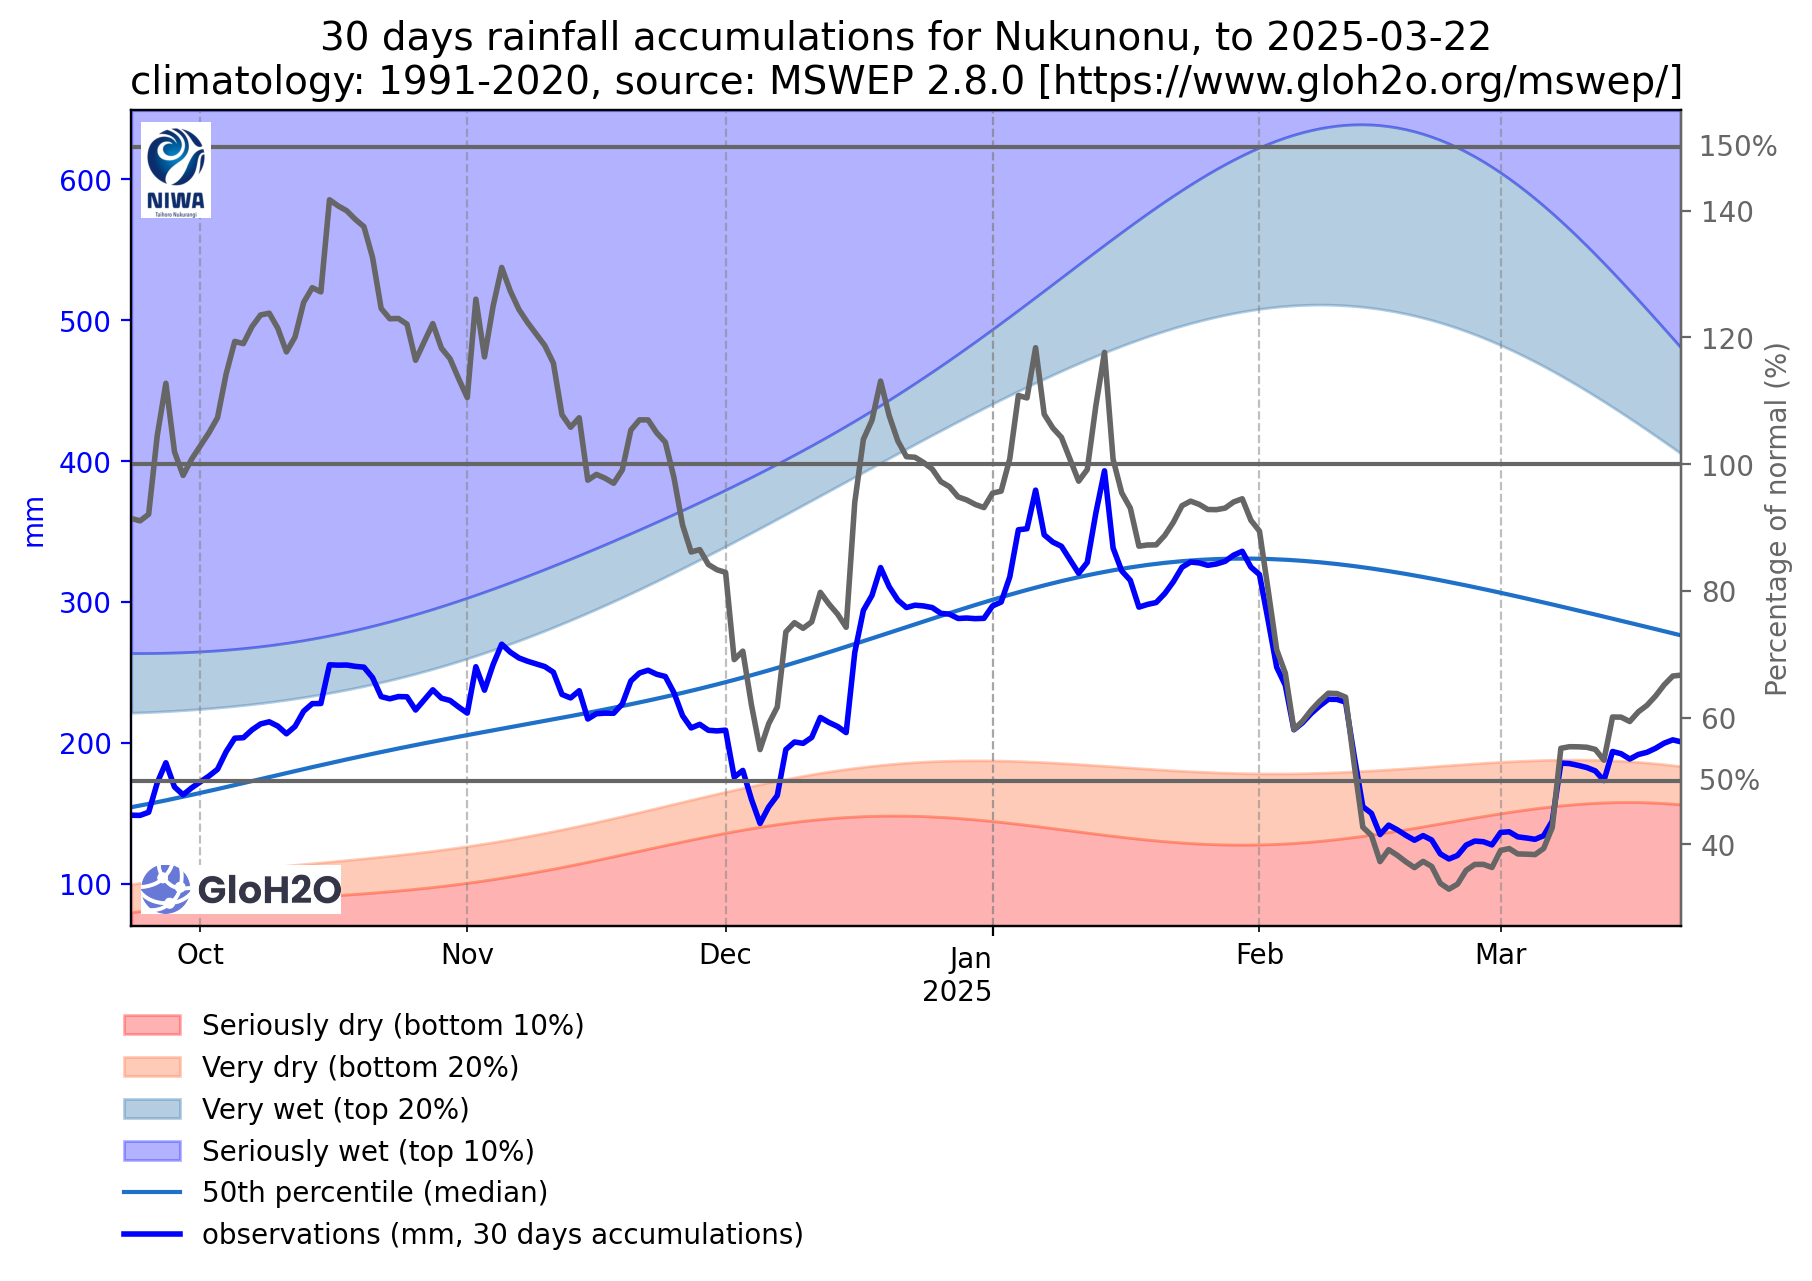 30 days rainfall accumulations for Nukunonu, to 2025-03-22
climatology: 1991-2020, source: MSWEP 2.8.0 [https://www.gloh2o.org/mswep/]
NIWA
Taihoro Nukurangi
600
500
400
300
200
100
mm
150%
140
120
100
80
60
50%
40
Percentage of normal (%)
GloH2O
Oct
Nov
Dec
Jan
2025
Feb
Mar
Seriously dry (bottom 10%)
Very dry (bottom 20%)
Very wet (top 20%)
Seriously wet (top 10%)
50th percentile (median)
observations (mm, 30 days accumulations)